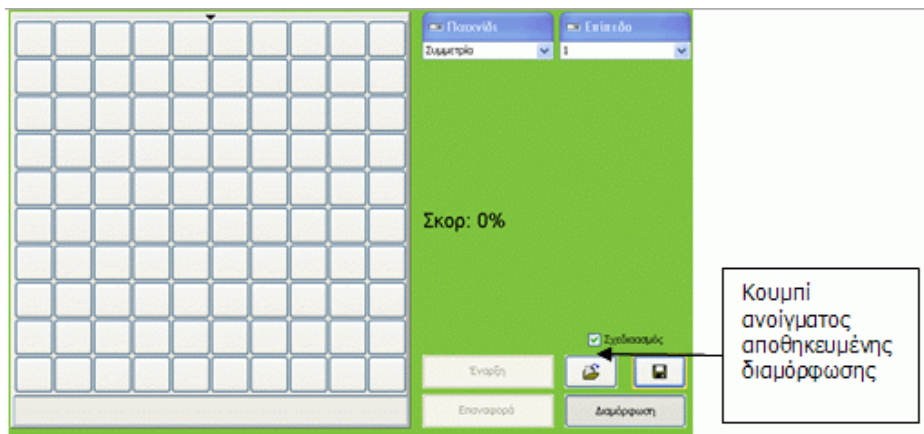 Παιχνίδι
Επίπεδο
Συμμετρία
1
Σκορ: 0%
Σχεδιασμός
Έναρξη
Επαναφορά
Διαμόρφωση
Κουμπί
ανοίγματος
αποθηκευμένης
διαμόρφωσης